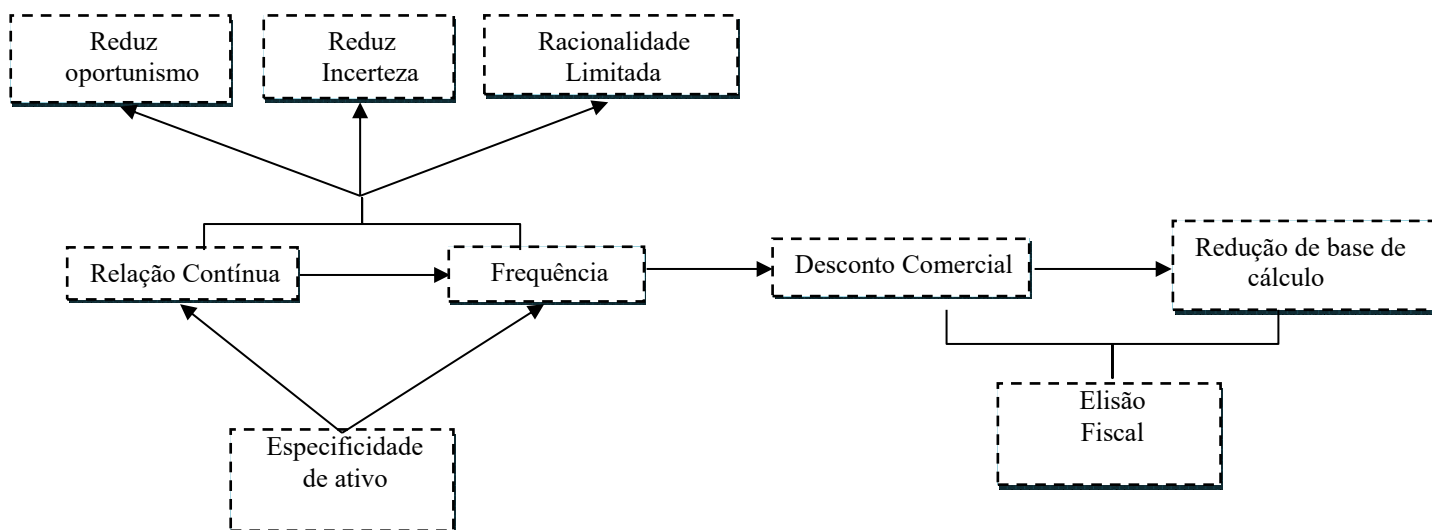 Reduz
oportunismo
Reduz
Incerteza
Racionalidade
Limitada
Relação Contínua
Frequência
Desconto Comercial
Redução de base de
cálculo
Especificidade
de ativo
Elisão
Fiscal